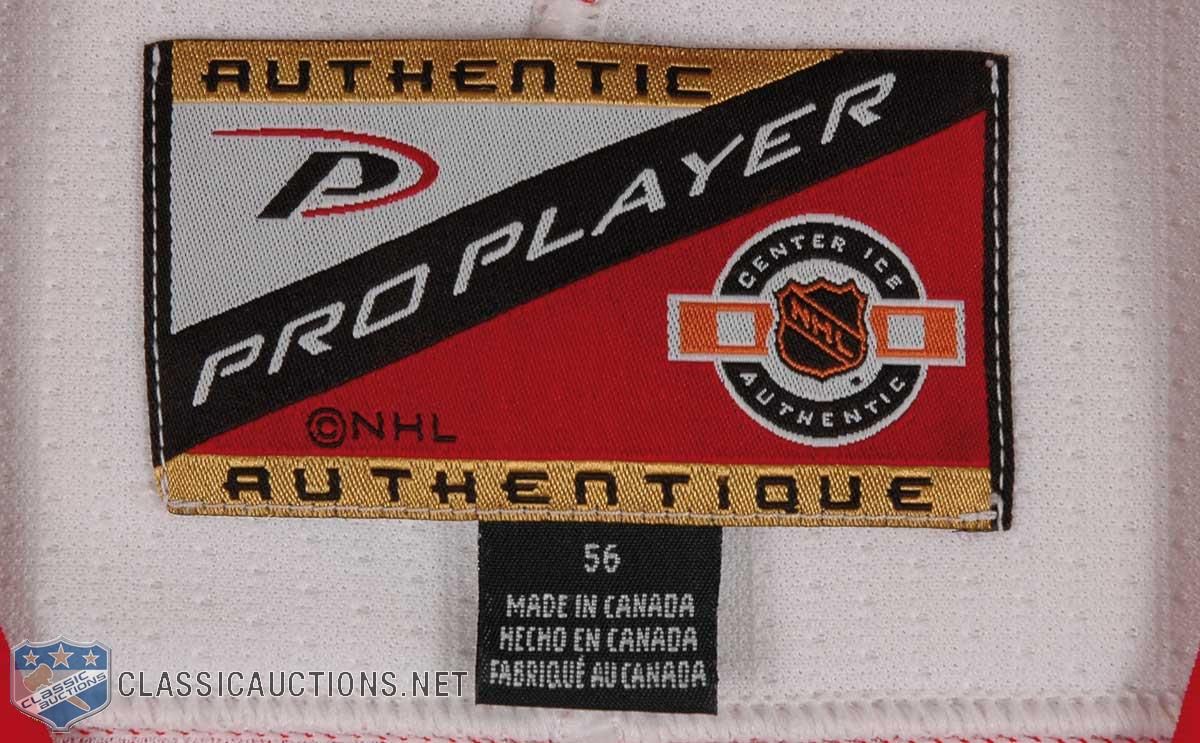 AUTHENTIC
PRO PLAYER
CENTER ICE
NHL
AUTHENTIC
©NHL
AUTHENTIQUE
56
MADE IN CANADA
HECHO EN CANADA
FABRIQUÉ AU CANADA
CLASSIC
AUCTIONS
CLASSICAUCTIONS.NET